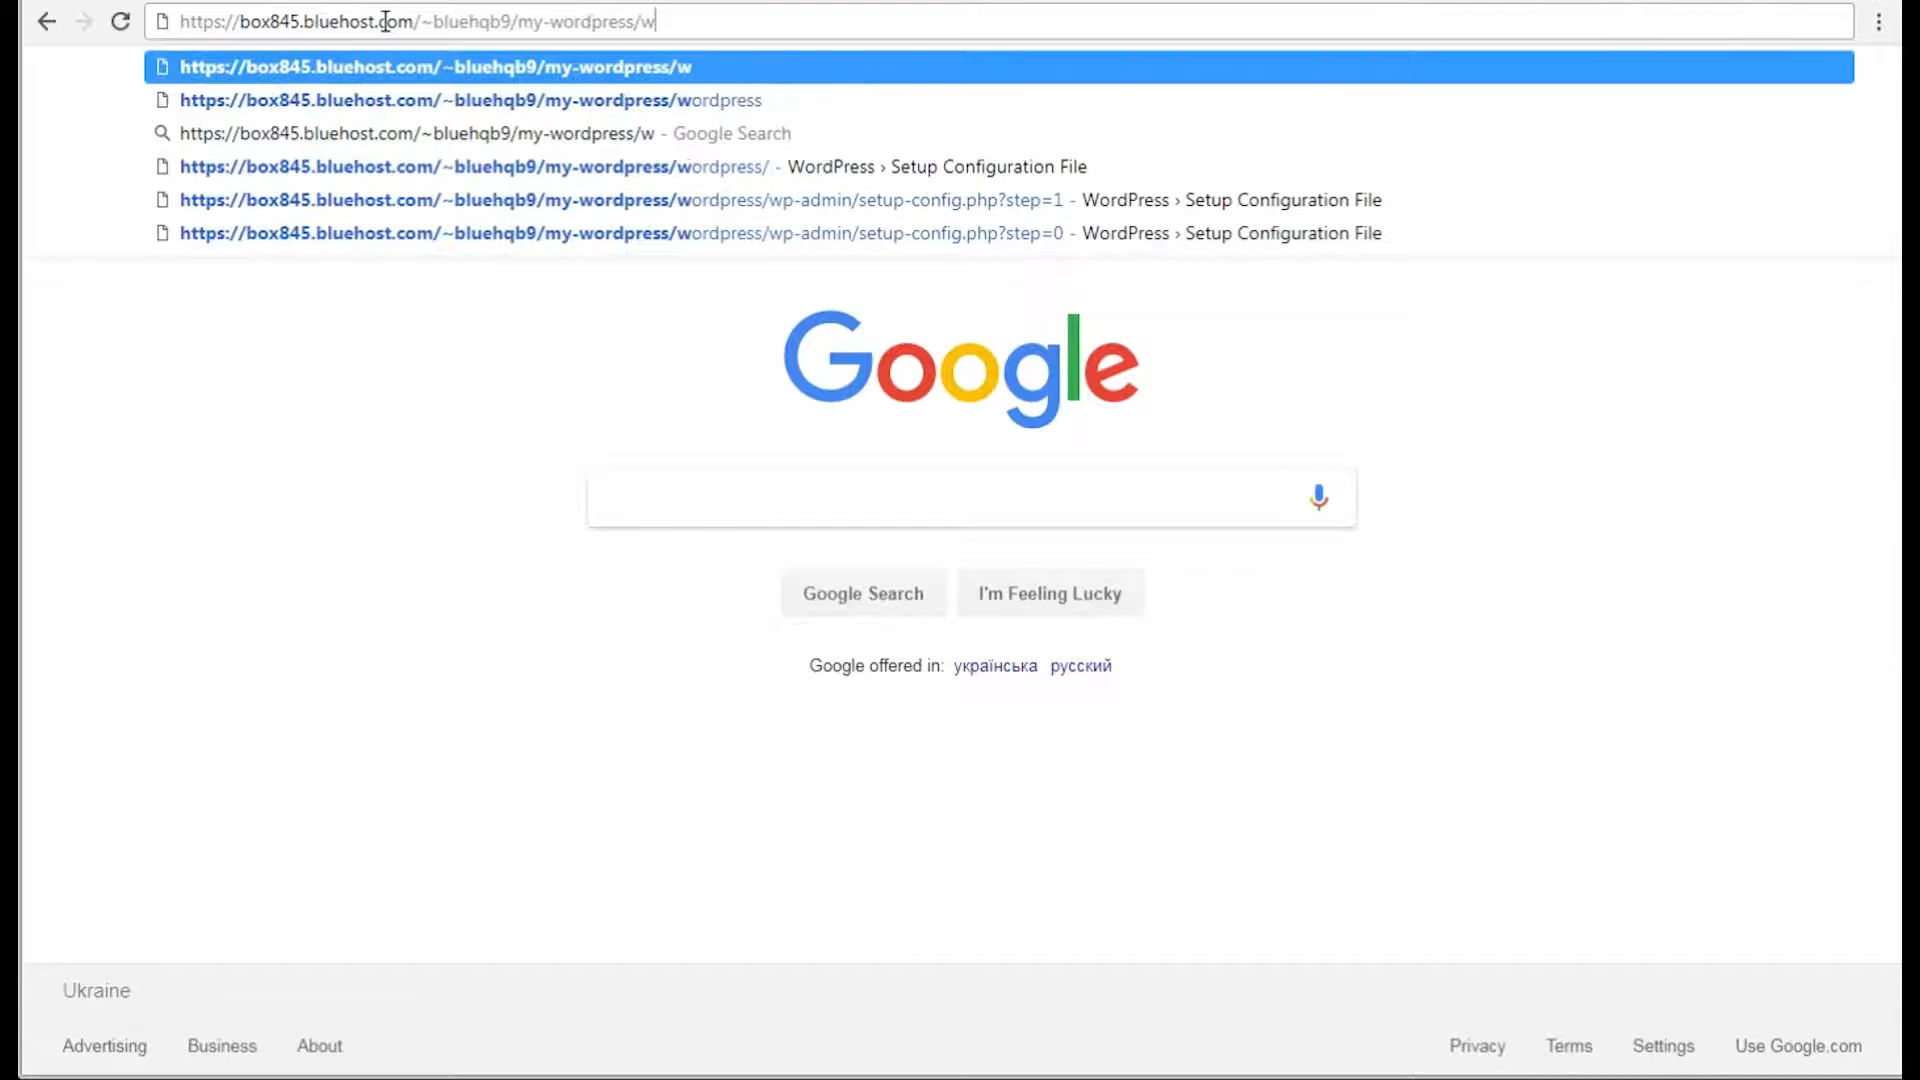 https://box845.bluehost.com/~bluehqb9/my-wordpress/w
https://box845.bluehost.com/~bluehqb9/my-wordpress/w
https://box845.bluehost.com/~bluehqb9/my-wordpress/wordpress
https://box845.bluehost.com/~bluehqb9/my-wordpress/w - Google Search
https://box845.bluehost.com/~bluehqb9/my-wordpress/wordpress/ - WordPress › Setup Configuration File
https://box845.bluehost.com/~bluehqb9/my-wordpress/wordpress/wp-admin/setup-config.php?step=1 - WordPress › Setup Configuration File
https://box845.bluehost.com/~bluehqb9/my-wordpress/wordpress/wp-admin/setup-config.php?step=0 - WordPress › Setup Configuration File
Google
Google Search I'm Feeling Lucky
Google offered in: українська русский
Ukraine
Advertising Business About Privacy Terms Settings Use Google.com